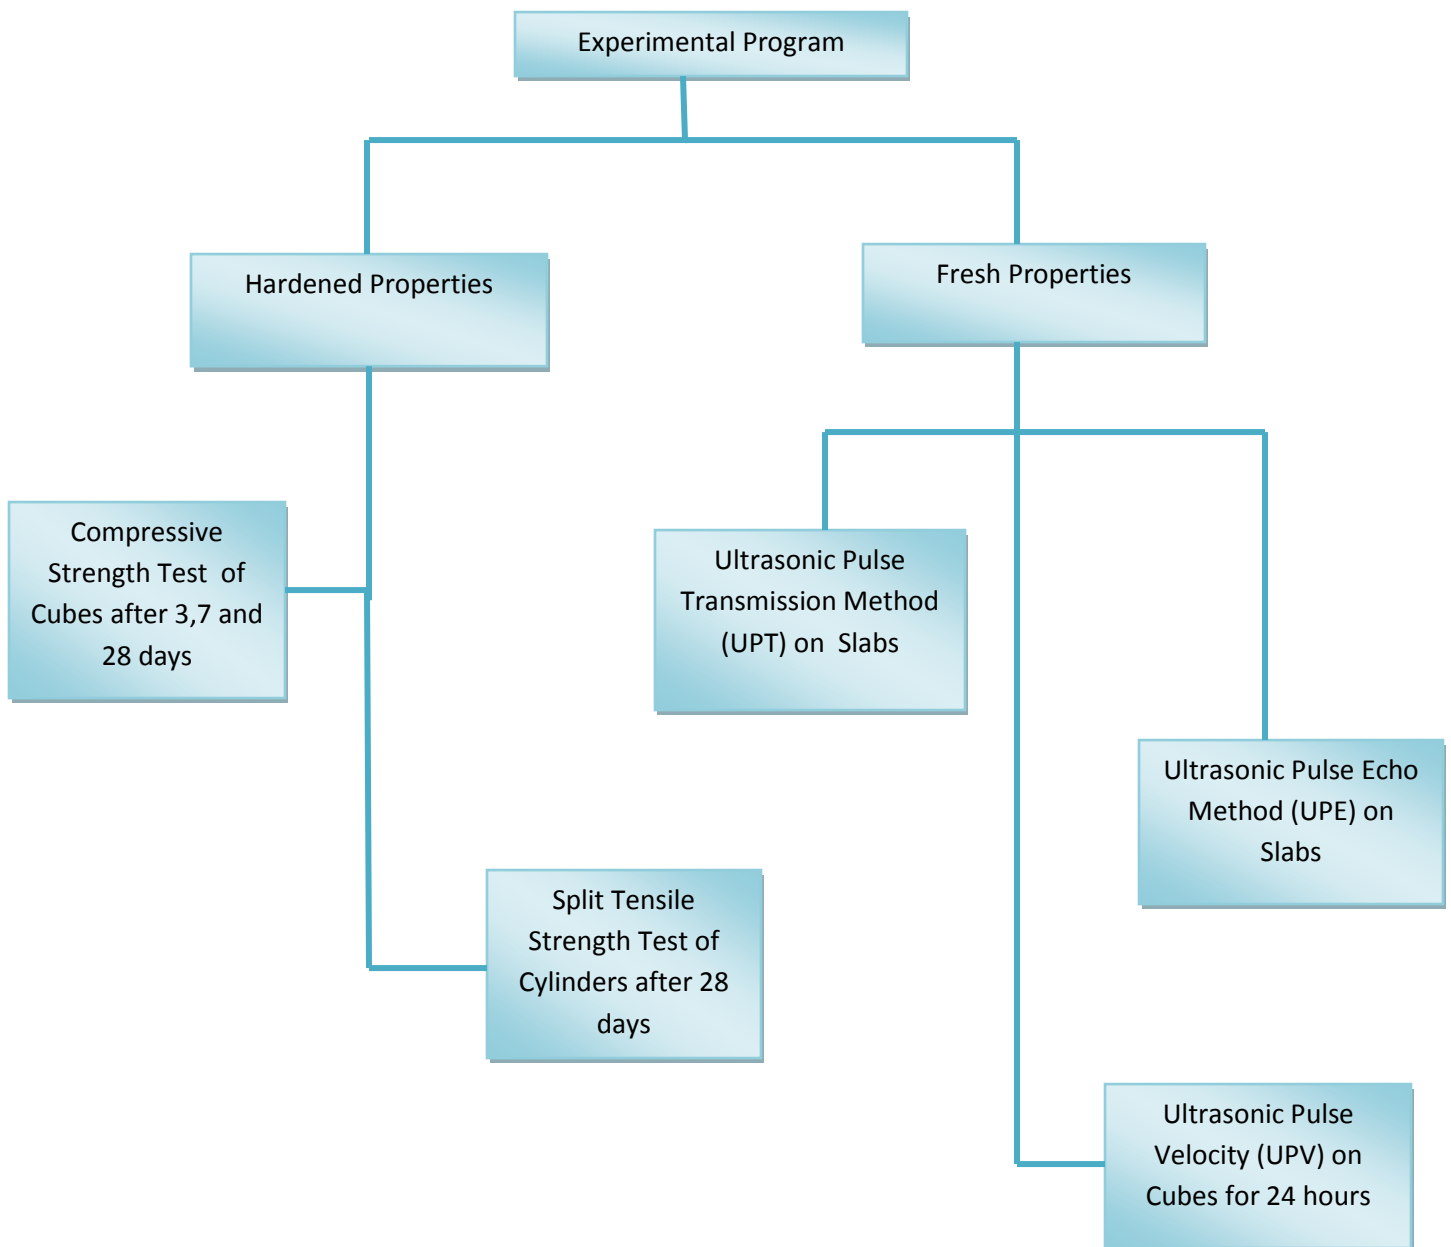 Experimental Program
Hardened Properties
Fresh Properties
Compressive
Strength Test  of
Cubes after 3,7 and
28 days
Ultrasonic Pulse
Transmission Method
(UPT) on  Slabs
Ultrasonic Pulse Echo
Method (UPE) on
Slabs
Split Tensile
Strength Test of
Cylinders after 28
days
Ultrasonic Pulse
Velocity (UPV) on
Cubes for 24 hours